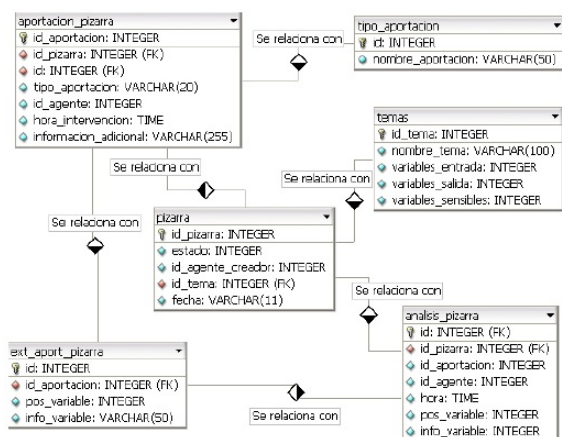 aportacion_pizarra
id_aportacion: INTEGER
id_pizarra: INTEGER (FK)
id: INTEGER (FK)
tipo_aportacion: VARCHAR(20)
id_agente: INTEGER
hora_intervencion: TIME
informacion_adicional: VARCHAR(255)
Se relaciona con
tipo_aportacion
id: INTEGER
nombre_aportacion: VARCHAR(50)
temas
id_tema: INTEGER
nombre_tema: VARCHAR(100)
variables_entrada: INTEGER
variables_salida: INTEGER
variables_sensibles: INTEGER
Se relaciona con
Se relaciona con
Se relaciona con
pizarra
id_pizarra: INTEGER
estado: INTEGER
id_agente_creador: INTEGER
id_tema: INTEGER (FK)
fecha: VARCHAR(11)
Se relaciona con
analisis_pizarra
id: INTEGER (FK)
id_pizarra: INTEGER (FK)
id_aportacion: INTEGER
id_agente: INTEGER
hora: TIME
pos_variable: INTEGER
info_variable: INTEGER
ext_aport_pizarra
id: INTEGER
id_aportacion: INTEGER (FK)
pos_variable: INTEGER
info_variable: VARCHAR(50)
Se relaciona con